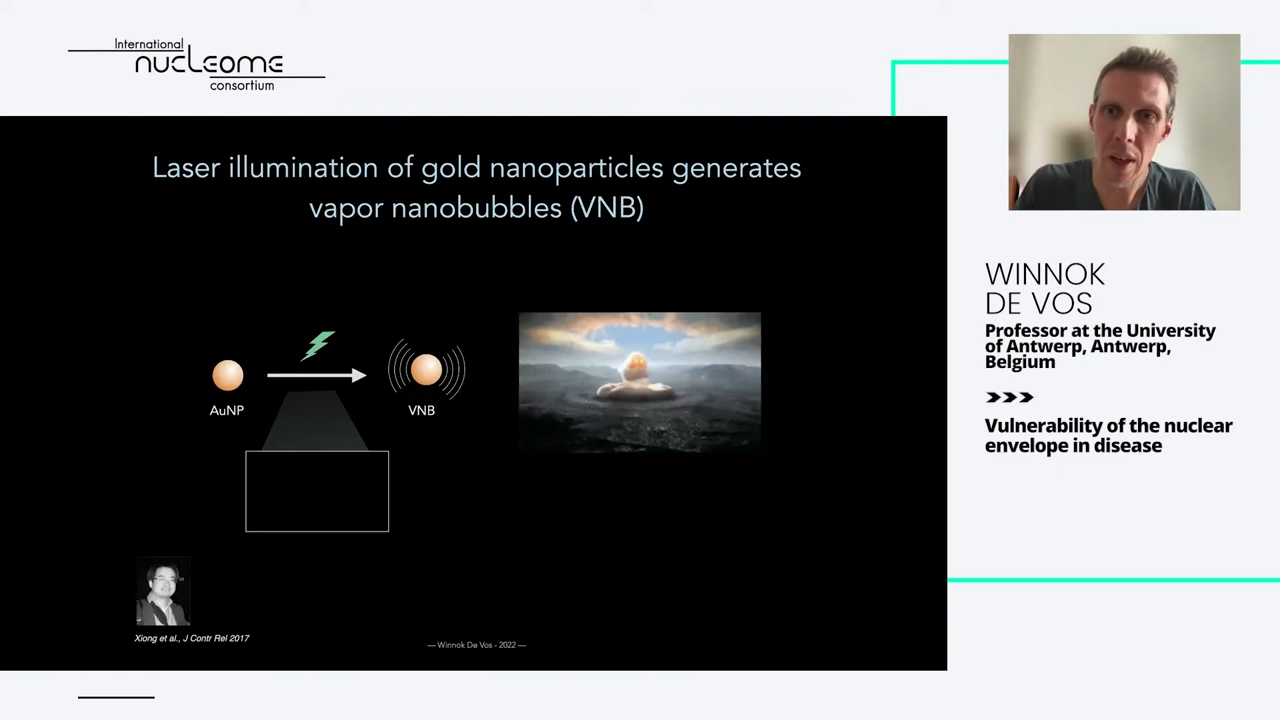 International
nucleome
consortium
Laser illumination of gold nanoparticles generates
vapor nanobubbles (VNB)
AuNP
VNB
Xiong et al., J Contr Rel 2017
— Winnok De Vos - 2022 —
WINNOK
DE VOS
Professor at the University
of Antwerp, Antwerp,
Belgium
Vulnerability of the nuclear
envelope in disease